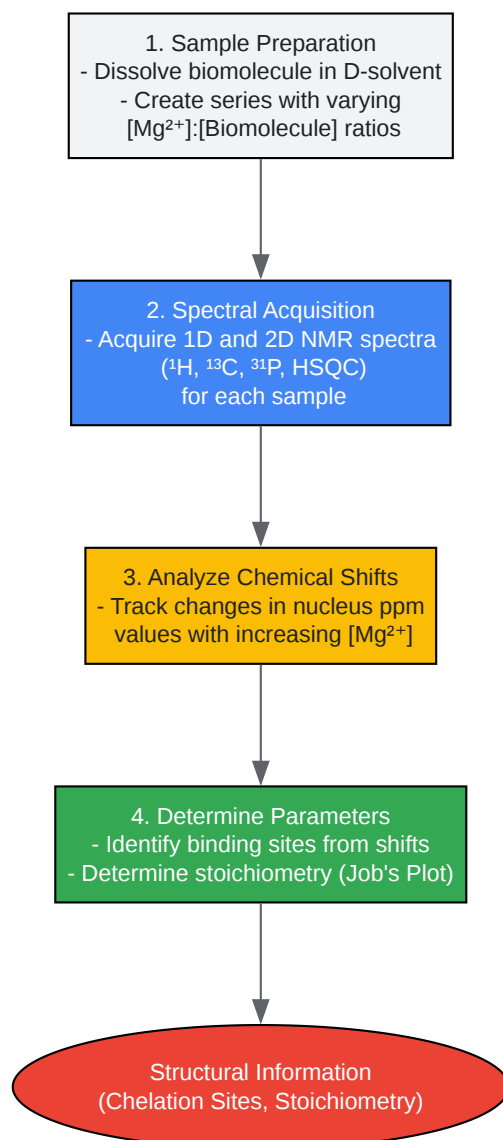 1. Sample Preparation
- Dissolve biomolecule in D-solvent
- Create series with varying
[Mg²⁺]:[Biomolecule] ratios
2. Spectral Acquisition
- Acquire 1D and 2D NMR spectra
(¹H, ¹³C, ³¹P, HSQC)
for each sample
3. Analyze Chemical Shifts
- Track changes in nucleus ppm
values with increasing [Mg²⁺]
4. Determine Parameters
- Identify binding sites from shifts
- Determine stoichiometry (Job's Plot)
Structural Information
(Chelation Sites, Stoichiometry)